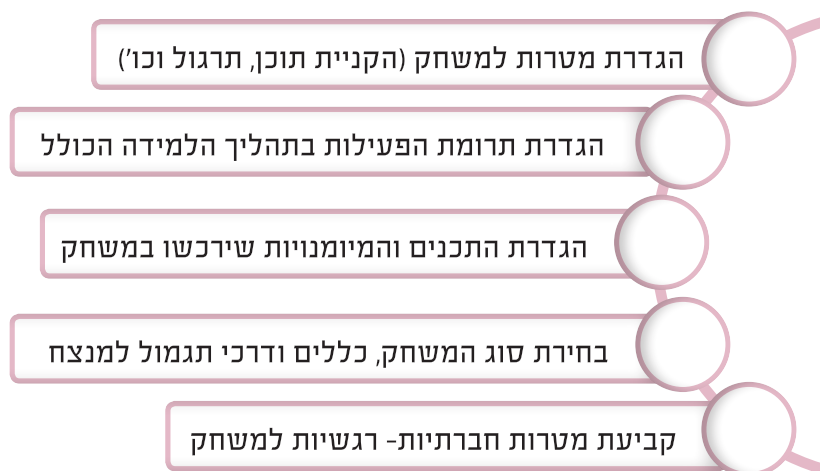 הגדרת מטרות למשחק (הקניית תוכן, תרגול וכו')
הגדרת תרומת הפעילות בתהליך הלמידה הכולל
הגדרת התכנים והמיומנויות שירכשו במשחק
בחירת סוג המשחק, כללים ודרכי תגמול למנצח
קביעת מטרות חברתיות- רגשיות למשחק